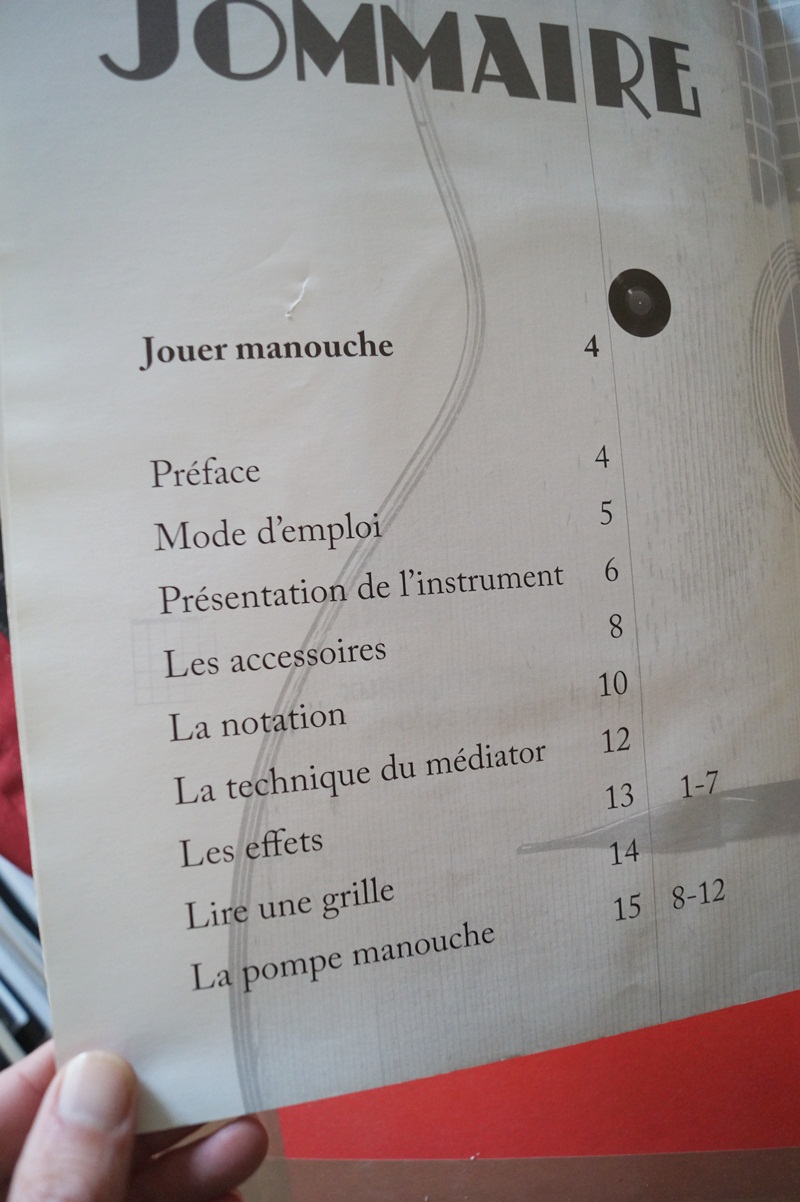 SOMMAIRE
Jouer manouche 4
Préface 4
Mode d'emploi 5
Présentation de l'instrument 6
Les accessoires 8
La notation 10
La technique du médiator 12
Les effets 13 1-7
Lire une grille 14
La pompe manouche 15 8-12